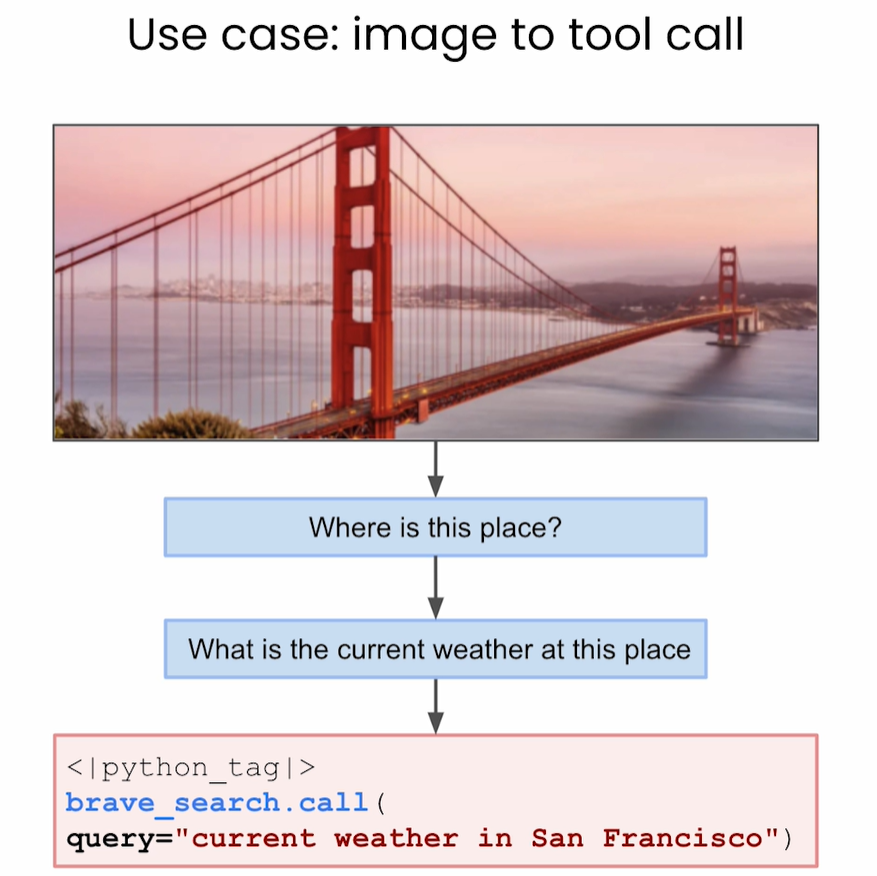 Use case: image to tool call
Where is this place?
What is the current weather at this place
<|python_tag|>
brave_search.call(
query="current weather in San Francisco")